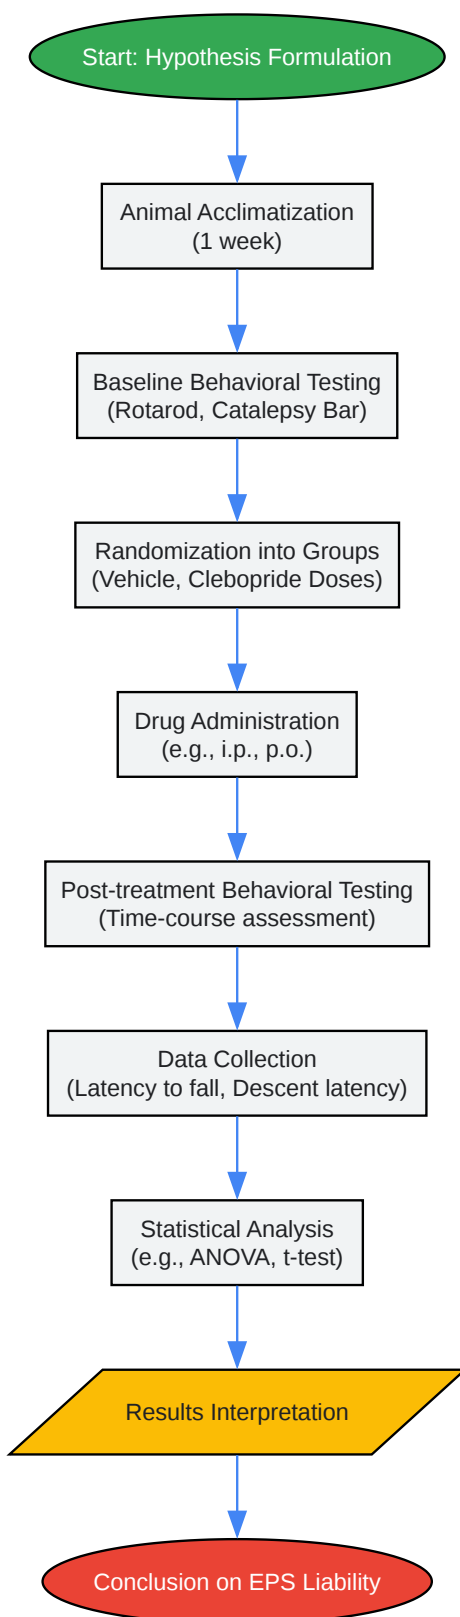 Start: Hypothesis Formulation
Animal Acclimatization
(1 week)
Baseline Behavioral Testing
(Rotarod, Catalepsy Bar)
Randomization into Groups
(Vehicle, Clebopride Doses)
Drug Administration
(e.g., i.p., p.o.)
Post-treatment Behavioral Testing
(Time-course assessment)
Data Collection
(Latency to fall, Descent latency)
Statistical Analysis
(e.g., ANOVA, t-test)
Results Interpretation
Conclusion on EPS Liability